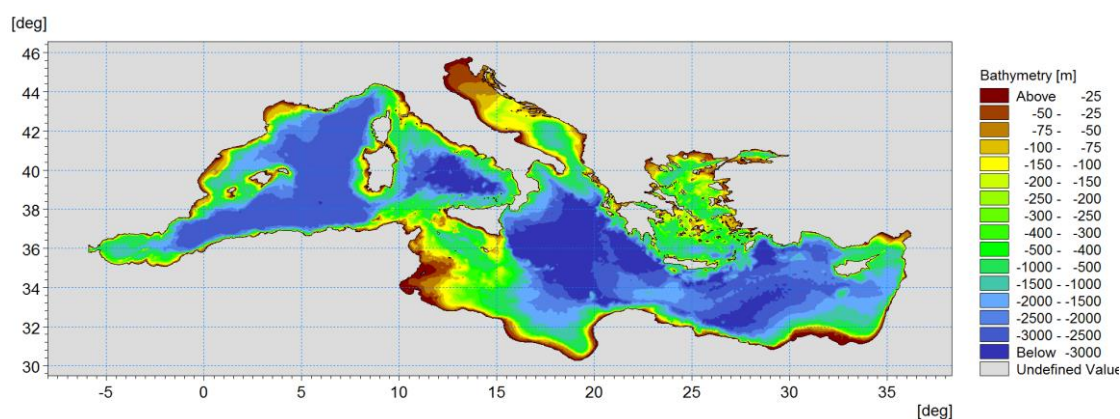 [deg]
46
44
42
40
38
36
34
32
30
-5 0 5 10 15 20 25 30 35
[deg]
Bathymetry [m]
Above -25
-50 - -25
-75 - -50
-100 - -75
-150 - -100
-200 - -150
-250 - -200
-300 - -250
-400 - -300
-500 - -400
-1000 - -500
-1500 - -1000
-2000 - -1500
-2500 - -2000
-3000 - -2500
Below -3000
Undefined Value